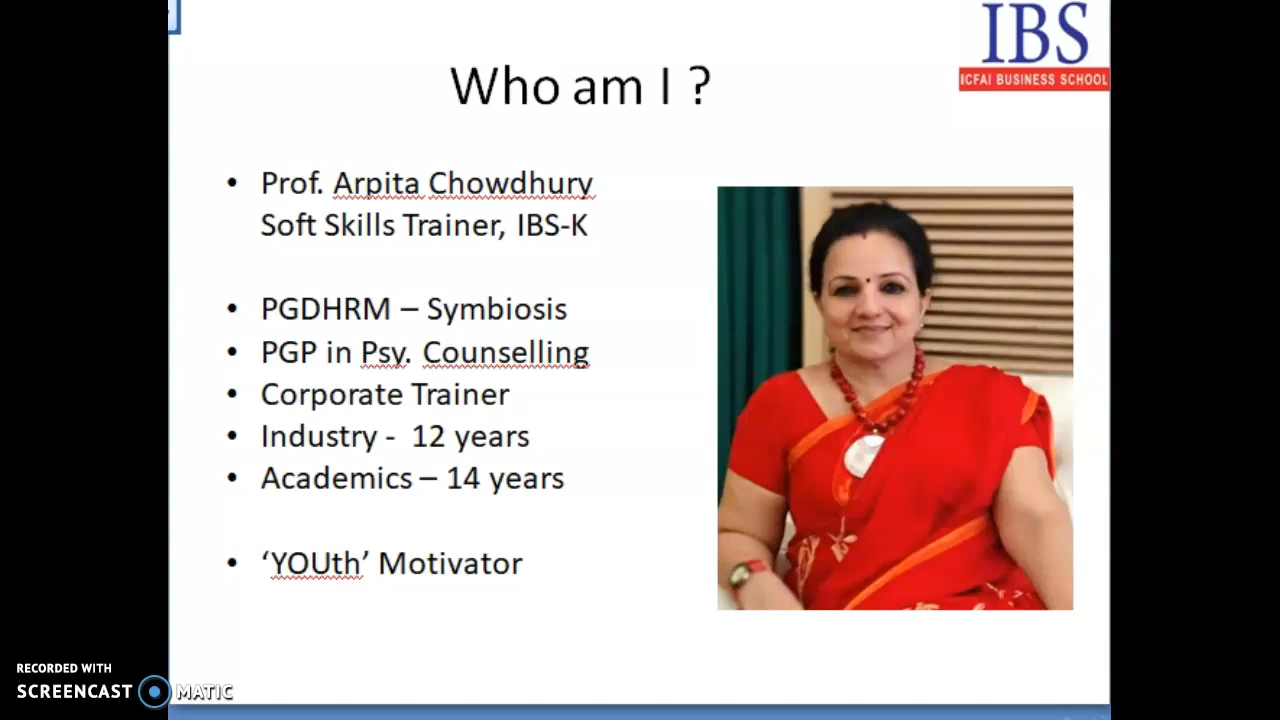 IBS
ICFAI BUSINESS SCHOOL
Who am I ?
• Prof. Arpita Chowdhury
Soft Skills Trainer, IBS-K
• PGDHRM – Symbiosis
• PGP in Psy. Counselling
• Corporate Trainer
• Industry - 12 years
• Academics – 14 years
• ‘YOUth’ Motivator
RECORDED WITH
SCREENCAST MATIC